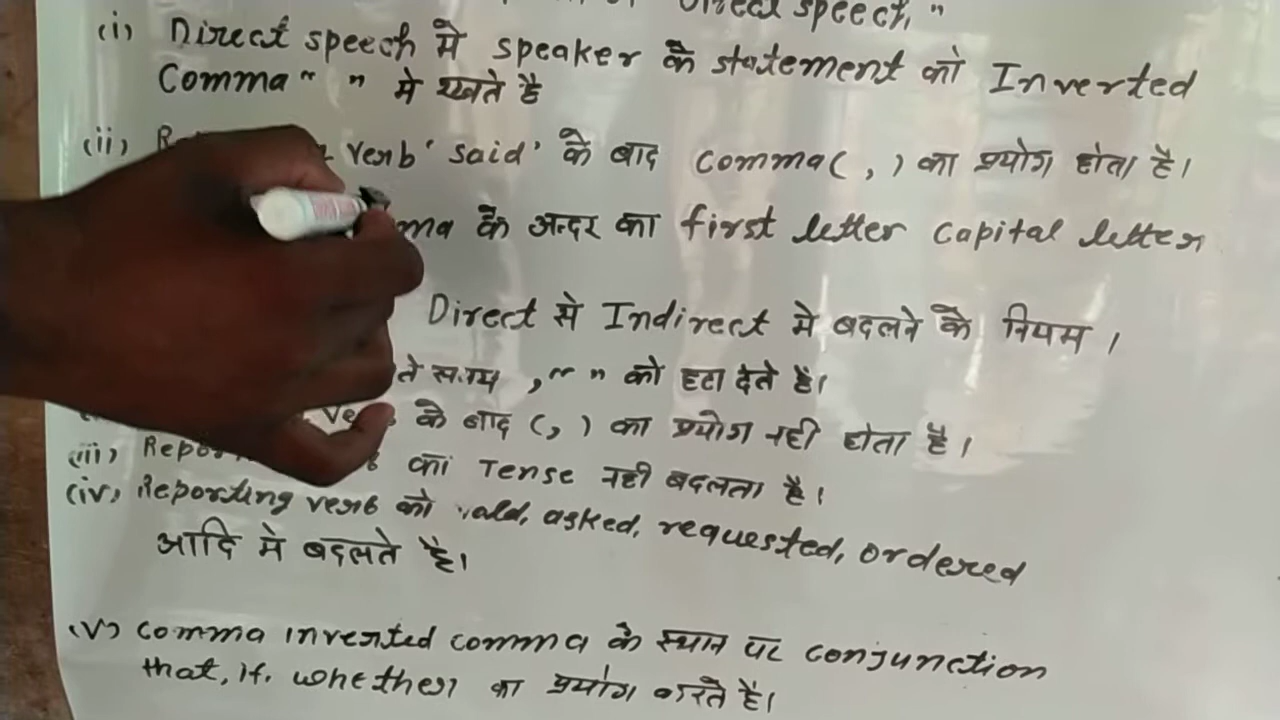 Direct speech,"
(i) Direct speech मे speaker के statement को Inverted
Comma " " मे रखते है
(ii) verb 'said' के बाद comma( , ) का प्रयोग होता है।
के अन्दर का first letter capital letter
Direct से Indirect मे बदलने के नियम ।
समय , " " को हटा देते है।
के बाद ( , ) का प्रयोग नही होता है।
(iii) का Tense नही बदलता है।
(iv) Reporting verb को asked, requested, ordered
आदि मे बदलते है।
(v) comma inverted comma के स्थान पर conjunction
that, if, whether का प्रयोग करते है।